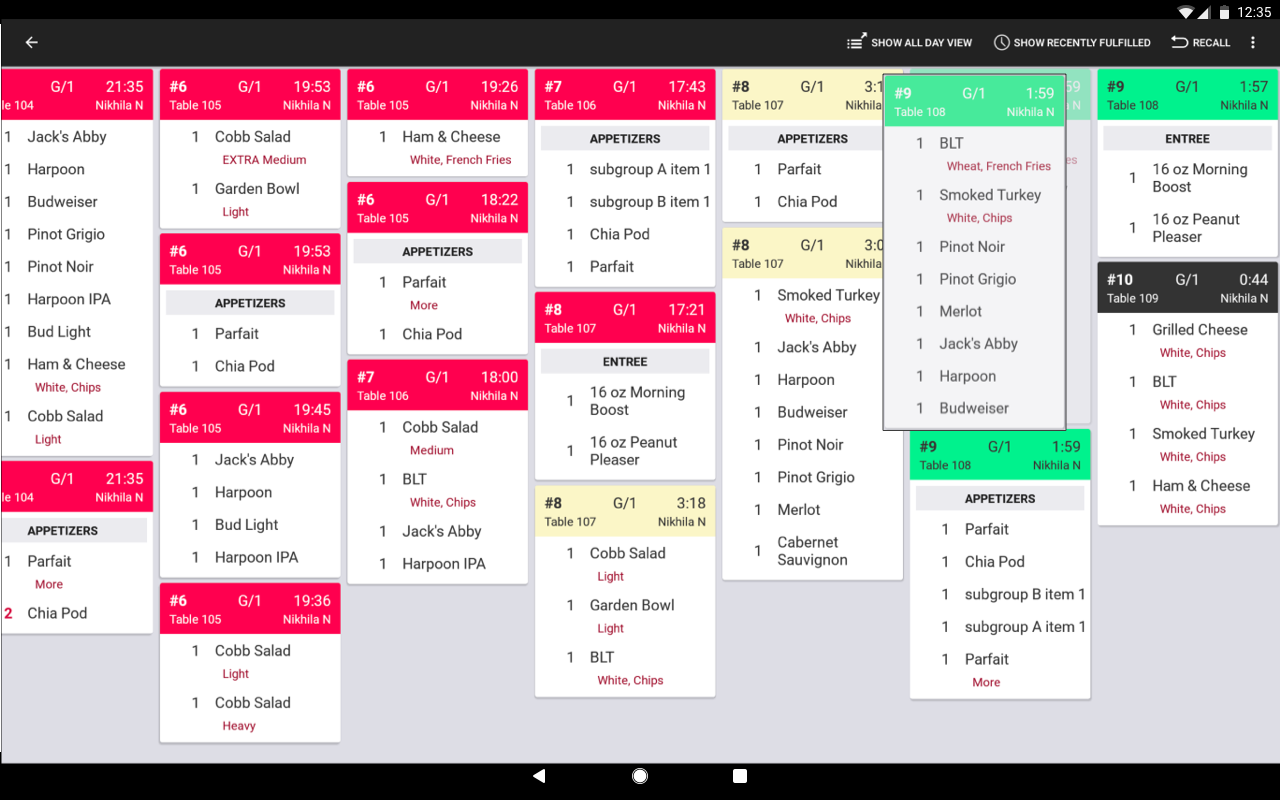 12:35
SHOW ALL DAY VIEW
SHOW RECENTLY FULFILLED
RECALL
G/1 21:35
le 104 Nikhila N
1 Jack's Abby
1 Harpoon
1 Budweiser
1 Pinot Grigio
1 Pinot Noir
1 Harpoon IPA
1 Bud Light
1 Ham & Cheese
White, Chips
1 Cobb Salad
Light
G/1 21:35
le 104 Nikhila N
APPETIZERS
1 Parfait
More
2 Chia Pod
#6 G/1 19:53
Table 105 Nikhila N
1 Cobb Salad
EXTRA Medium
1 Garden Bowl
Light
#6 G/1 19:53
Table 105 Nikhila N
APPETIZERS
1 Parfait
1 Chia Pod
#6 G/1 19:45
Table 105 Nikhila N
1 Jack's Abby
1 Harpoon
1 Bud Light
1 Harpoon IPA
#6 G/1 19:36
Table 105 Nikhila N
1 Cobb Salad
Light
1 Cobb Salad
Heavy
#6 G/1 19:26
Table 105 Nikhila N
1 Ham & Cheese
White, French Fries
#6 G/1 18:22
Table 105 Nikhila N
APPETIZERS
1 Parfait
More
1 Chia Pod
#7 G/1 18:00
Table 106 Nikhila N
1 Cobb Salad
Medium
1 BLT
White, Chips
1 Jack's Abby
1 Harpoon IPA
#7 G/1 17:43
Table 106 Nikhila N
APPETIZERS
1 subgroup A item 1
1 subgroup B item 1
1 Chia Pod
1 Parfait
#8 G/1 17:21
Table 107 Nikhila N
ENTREE
1 16 oz Morning
Boost
1 16 oz Peanut
Pleaser
#8 G/1 3:18
Table 107 Nikhila N
1 Cobb Salad
Light
1 Garden Bowl
Light
1 BLT
White, Chips
#8 G/1 3:1
Table 107 Nikhila
APPETIZERS
1 Parfait
1 Chia Pod
#8 G/1 3:0
Table 107 Nikhila
1 Smoked Turkey
White, Chips
1 Jack's Abby
1 Harpoon
1 Budweiser
1 Pinot Noir
1 Pinot Grigio
1 Merlot
1 Cabernet
Sauvignon
#9 G/1 1:59
Table 108 Nikhila N
1 BLT
Wheat, French Fries
1 Smoked Turkey
White, Chips
1 Pinot Noir
1 Pinot Grigio
1 Merlot
1 Jack's Abby
1 Harpoon
1 Budweiser
59
N
es
#9 G/1 1:59
Table 108 Nikhila N
APPETIZERS
1 Parfait
1 Chia Pod
1 subgroup B item 1
1 subgroup A item 1
1 Parfait
More
#9 G/1 1:57
Table 108 Nikhila N
ENTREE
1 16 oz Morning
Boost
1 16 oz Peanut
Pleaser
#10 G/1 0:44
Table 109 Nikhila N
1 Grilled Cheese
White, Chips
1 BLT
White, Chips
1 Smoked Turkey
White, Chips
1 Ham & Cheese
White, Chips